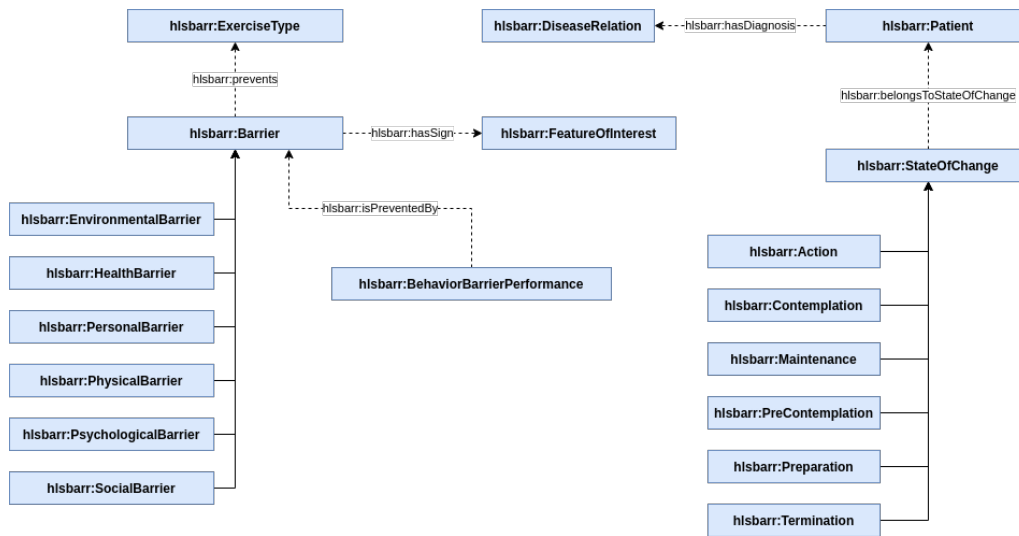 hlsbarr:ExerciseType
hlsbarr:DiseaseRelation
hlsbarr:hasDiagnosis
hlsbarr:Patient
hlsbarr:prevents
hlsbarr:belongsToStateOfChange
hlsbarr:Barrier
hlsbarr:hasSign
hlsbarr:FeatureOfInterest
hlsbarr:StateOfChange
hlsbarr:EnvironmentalBarrier
hlsbarr:isPreventedBy
hlsbarr:Action
hlsbarr:HealthBarrier
hlsbarr:BehaviorBarrierPerformance
hlsbarr:Contemplation
hlsbarr:PersonalBarrier
hlsbarr:Maintenance
hlsbarr:PhysicalBarrier
hlsbarr:PreContemplation
hlsbarr:PsychologicalBarrier
hlsbarr:Preparation
hlsbarr:SocialBarrier
hlsbarr:Termination